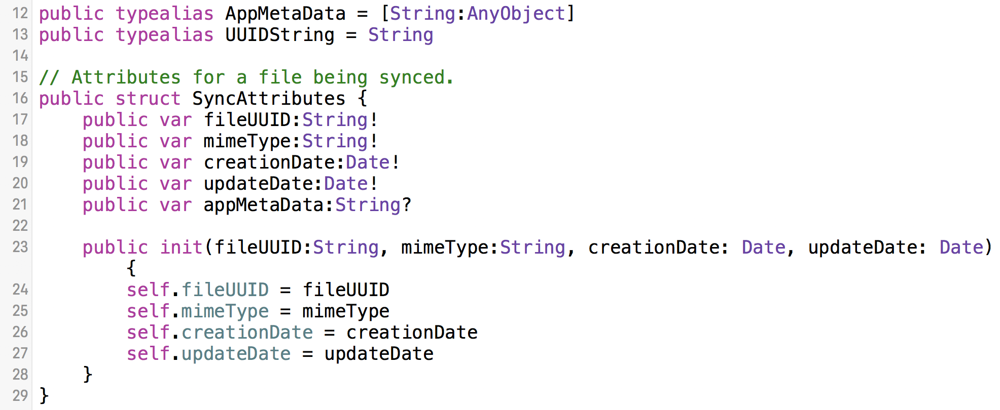 12 public typealias AppMetaData = [String:AnyObject]
13 public typealias UUIDString = String
14
15 // Attributes for a file being synced.
16 public struct SyncAttributes {
17     public var fileUUID:String!
18     public var mimeType:String!
19     public var creationDate:Date!
20     public var updateDate:Date!
21     public var appMetaData:String?
22
23     public init(fileUUID:String, mimeType:String, creationDate: Date, updateDate: Date)
        {
24         self.fileUUID = fileUUID
25         self.mimeType = mimeType
26         self.creationDate = creationDate
27         self.updateDate = updateDate
28     }
29 }